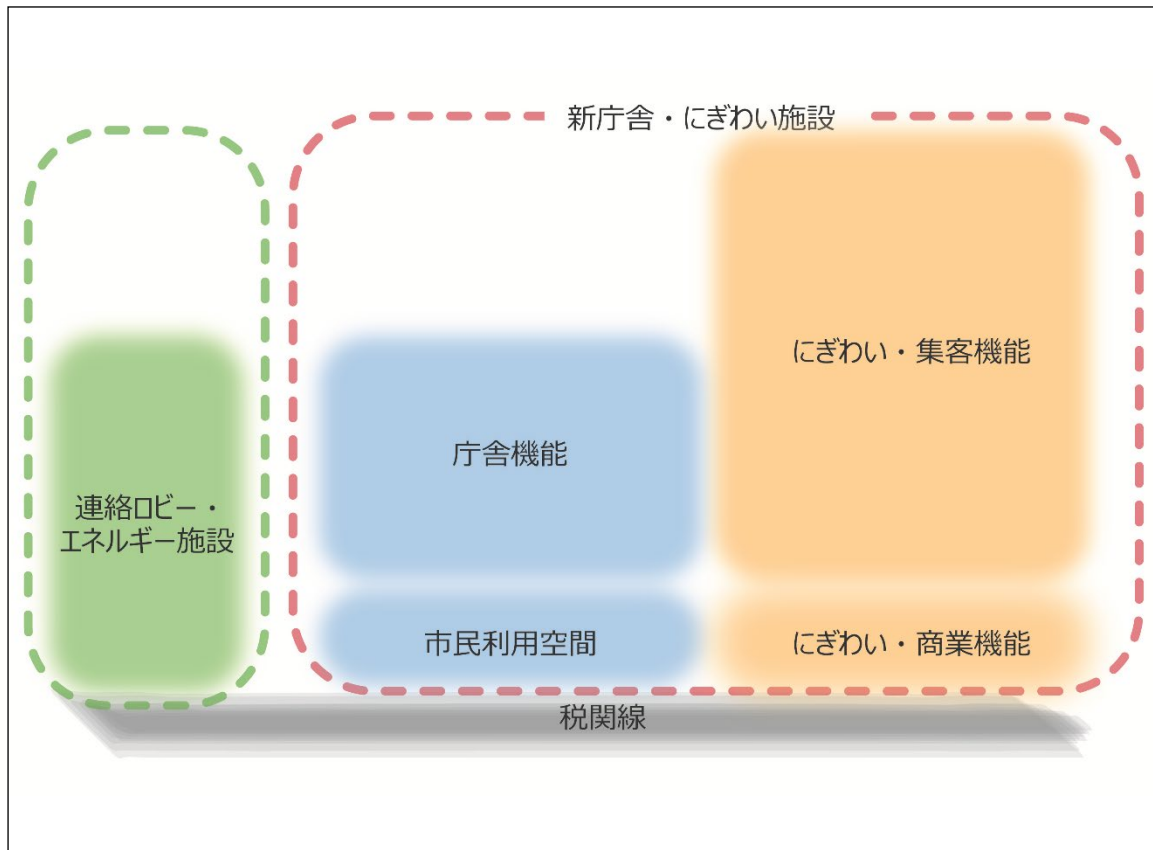 新庁舎・にぎわい施設
にぎわい・集客機能
庁舎機能
連絡ロビー・
エネルギー施設
市民利用空間
にぎわい・商業機能
税関線